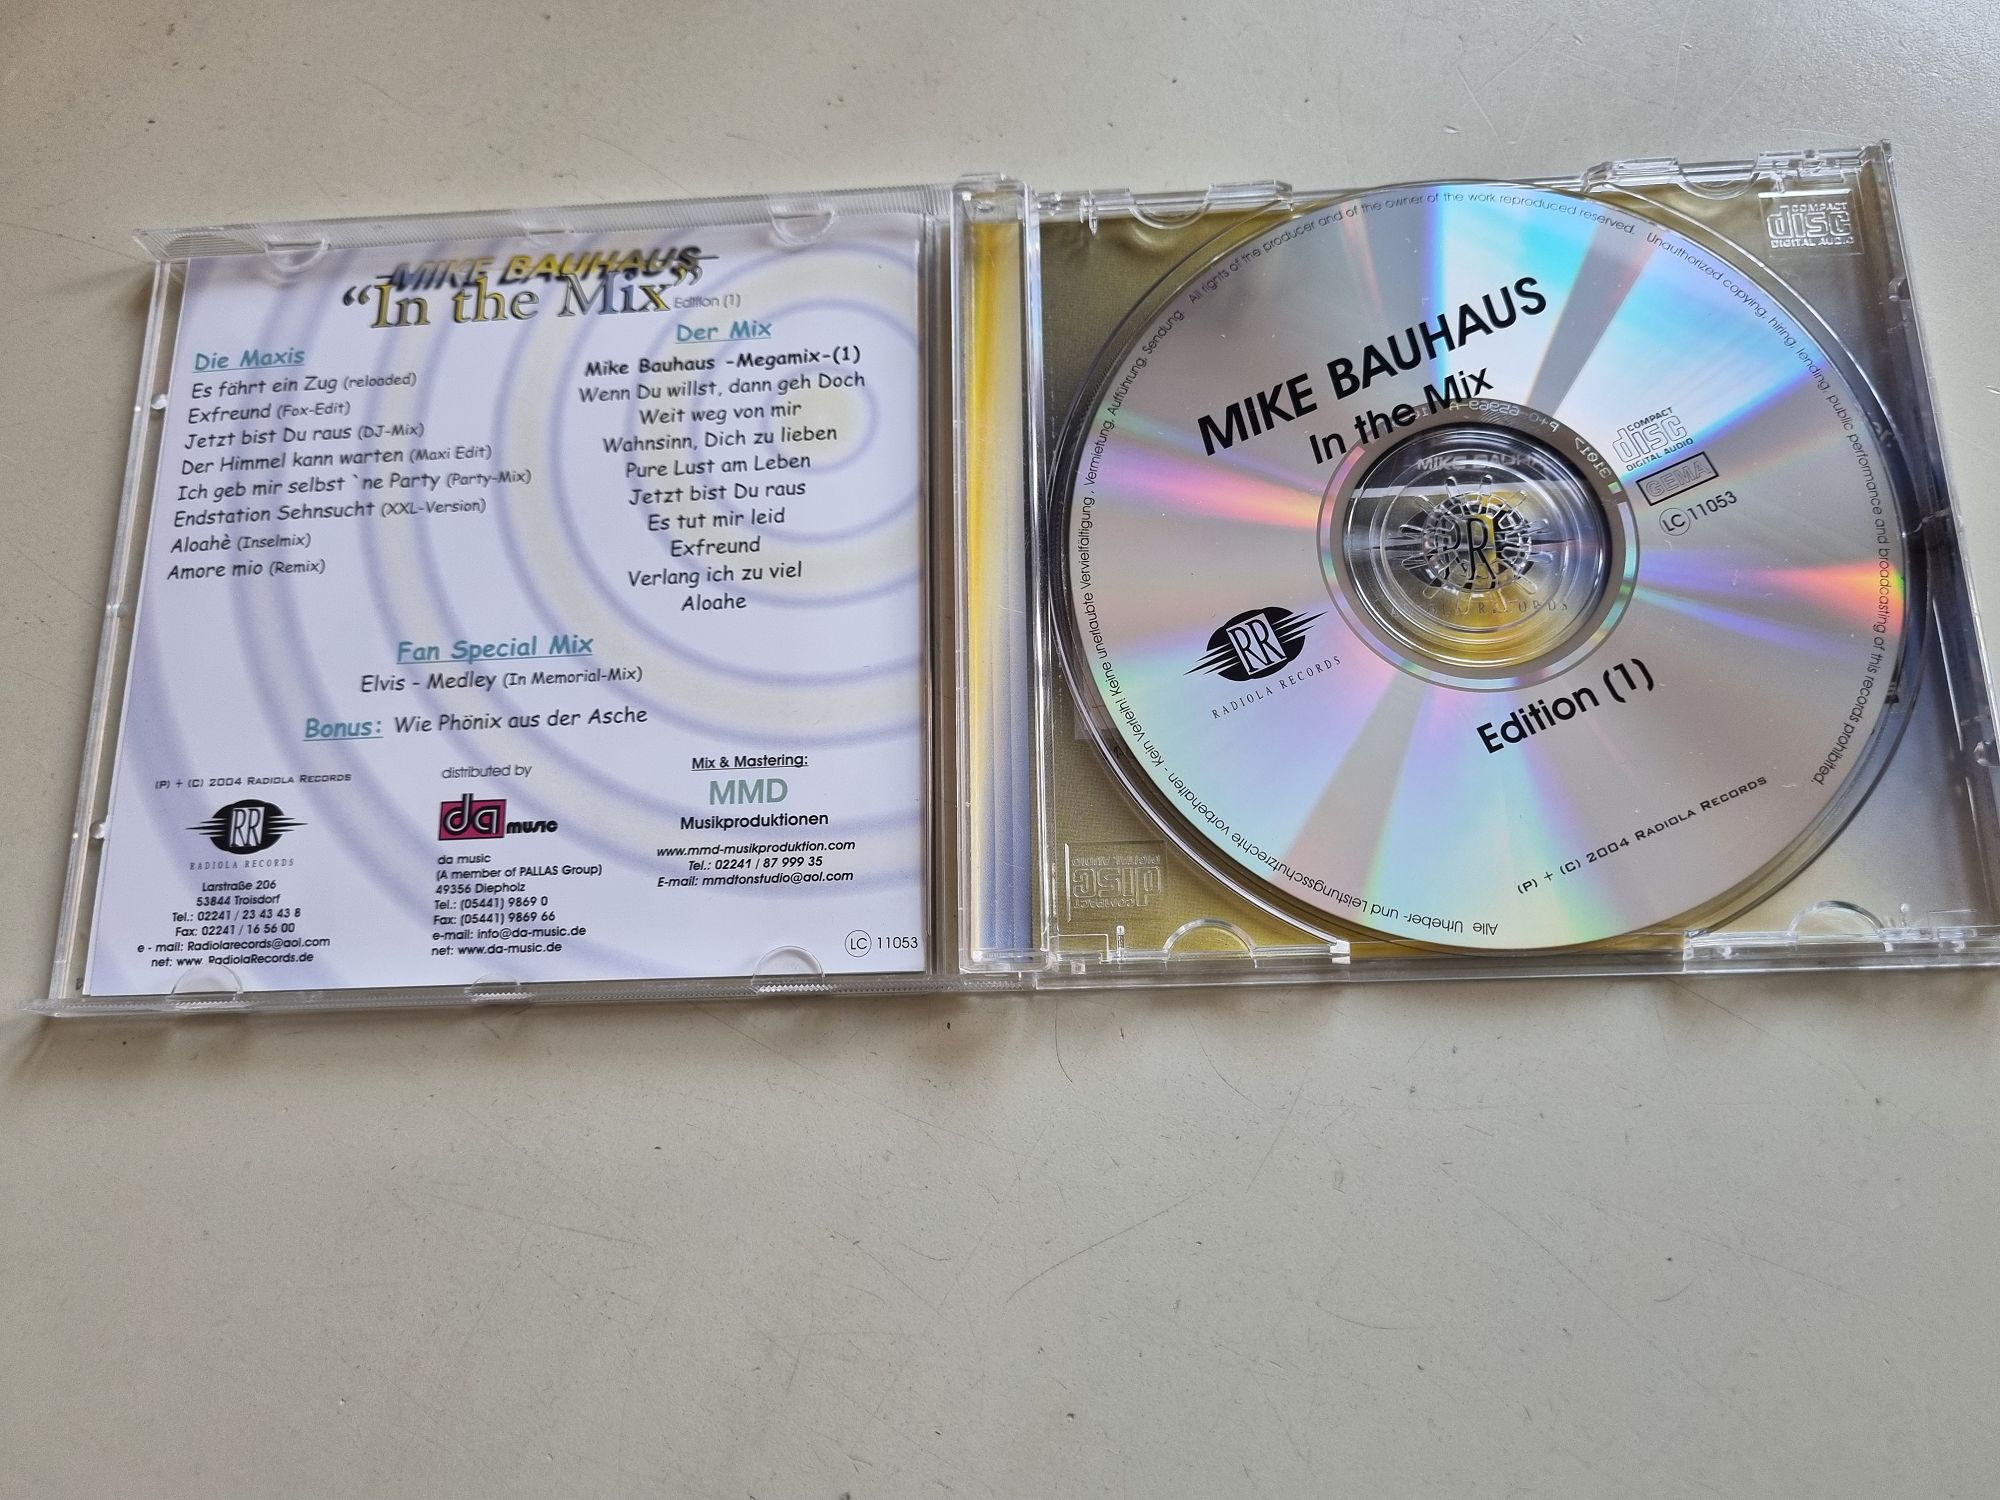 MIKE BAUHAUS
“In the Mix” Edition (1)
Die Maxis
Es fährt ein Zug (reloaded)
Exfreund (Fox-Edit)
Jetzt bist Du raus (DJ-Mix)
Der Himmel kann warten (Maxi Edit)
Ich geb mir selbst `ne Party (Party-Mix)
Endstation Sehnsucht (XXL-Version)
Aloahè (Inselmix)
Amore mio (Remix)
Der Mix
Mike Bauhaus -Megamix-(1)
Wenn Du willst, dann geh Doch
Weit weg von mir
Wahnsinn, Dich zu lieben
Pure Lust am Leben
Jetzt bist Du raus
Es tut mir leid
Exfreund
Verlang ich zu viel
Aloahe
Fan Special Mix
Elvis - Medley (In Memorial-Mix)
Bonus: Wie Phönix aus der Asche
(P) + (C) 2004 RADIOLA RECORDS
RR
RADIOLA RECORDS
Larstraße 206
53844 Troisdorf
Tel.: 02241 / 23 43 43 8
Fax: 02241 / 16 56 00
e - mail: Radiolarecords@aol.com
net: www. RadiolaRecords.de
distributed by
da music
da music
(A member of PALLAS Group)
49356 Diepholz
Tel.: (05441) 9869 0
Fax: (05441) 9869 66
e-mail: info@da-music.de
net: www.da-music.de
Mix & Mastering:
MMD
Musikproduktionen
www.mmd-musikproduktion.com
Tel.: 02241 / 87 999 35
E-mail: mmdtonstudio@aol.com
LC 11053
MIKE BAUHAUS
In the Mix
COMPACT
disc
DIGITAL AUDIO
GEMA
LC 11053
RR
RADIOLA RECORDS
Edition (1)
(P) + (C) 2004 RADIOLA RECORDS
Alle Urheber- und Leistungsschutzrechte vorbehalten - Kein Verleih! Keine unerlaubte Vervielfältigung, Vermietung, Aufführung, Sendung All rights of the producer and of the owner of the work reproduced reserved. Unauthorized copying, hiring, lending, public performance and broadcasting of this records prohibited.
COMPACT
disc
DIGITAL AUDIO
COMPACT
disc
DIGITAL AUDIO